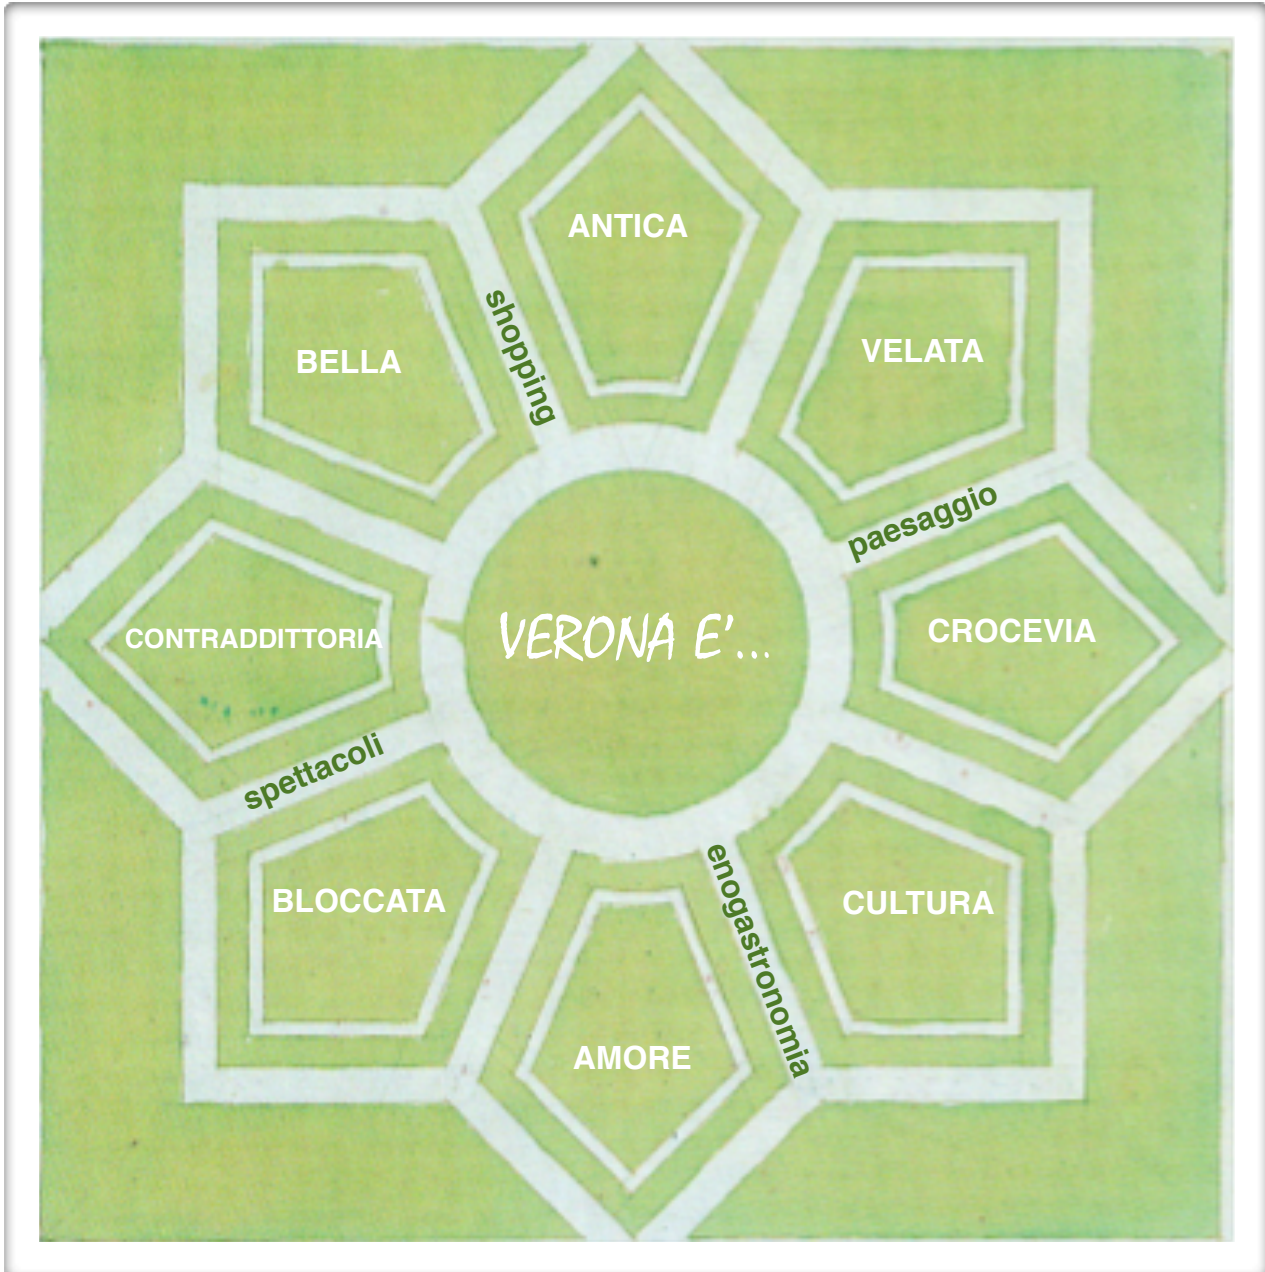 ANTICA
BELLA
shopping
VELATA
paesaggio
CONTRADDITTORIA
VERONA E'...
CROCEVIA
spettacoli
BLOCCATA
enogastronomia
CULTURA
AMORE